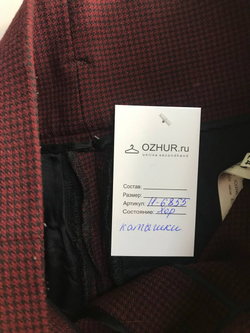 OZHUR.ru
Состав:
Размер:
Артикул: П-6855
Состояние: хор
катышки